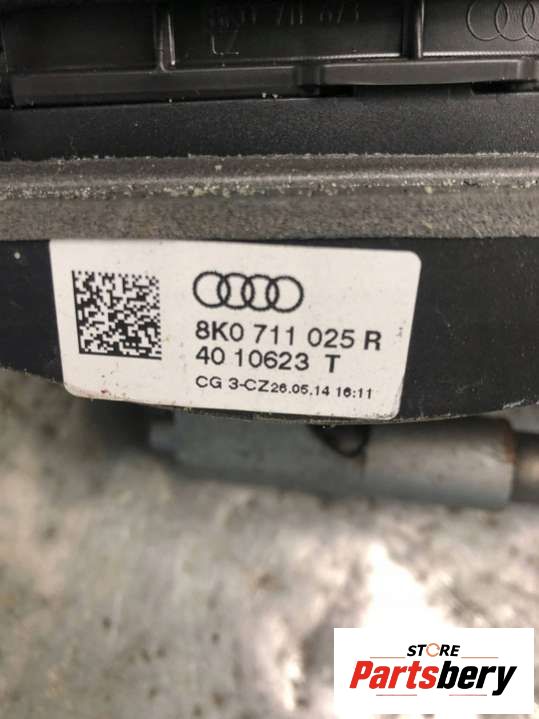 8K0 711 025 R
40 10623 T
CG 3-CZ26.05.14 16:11
STORE
Partsbery